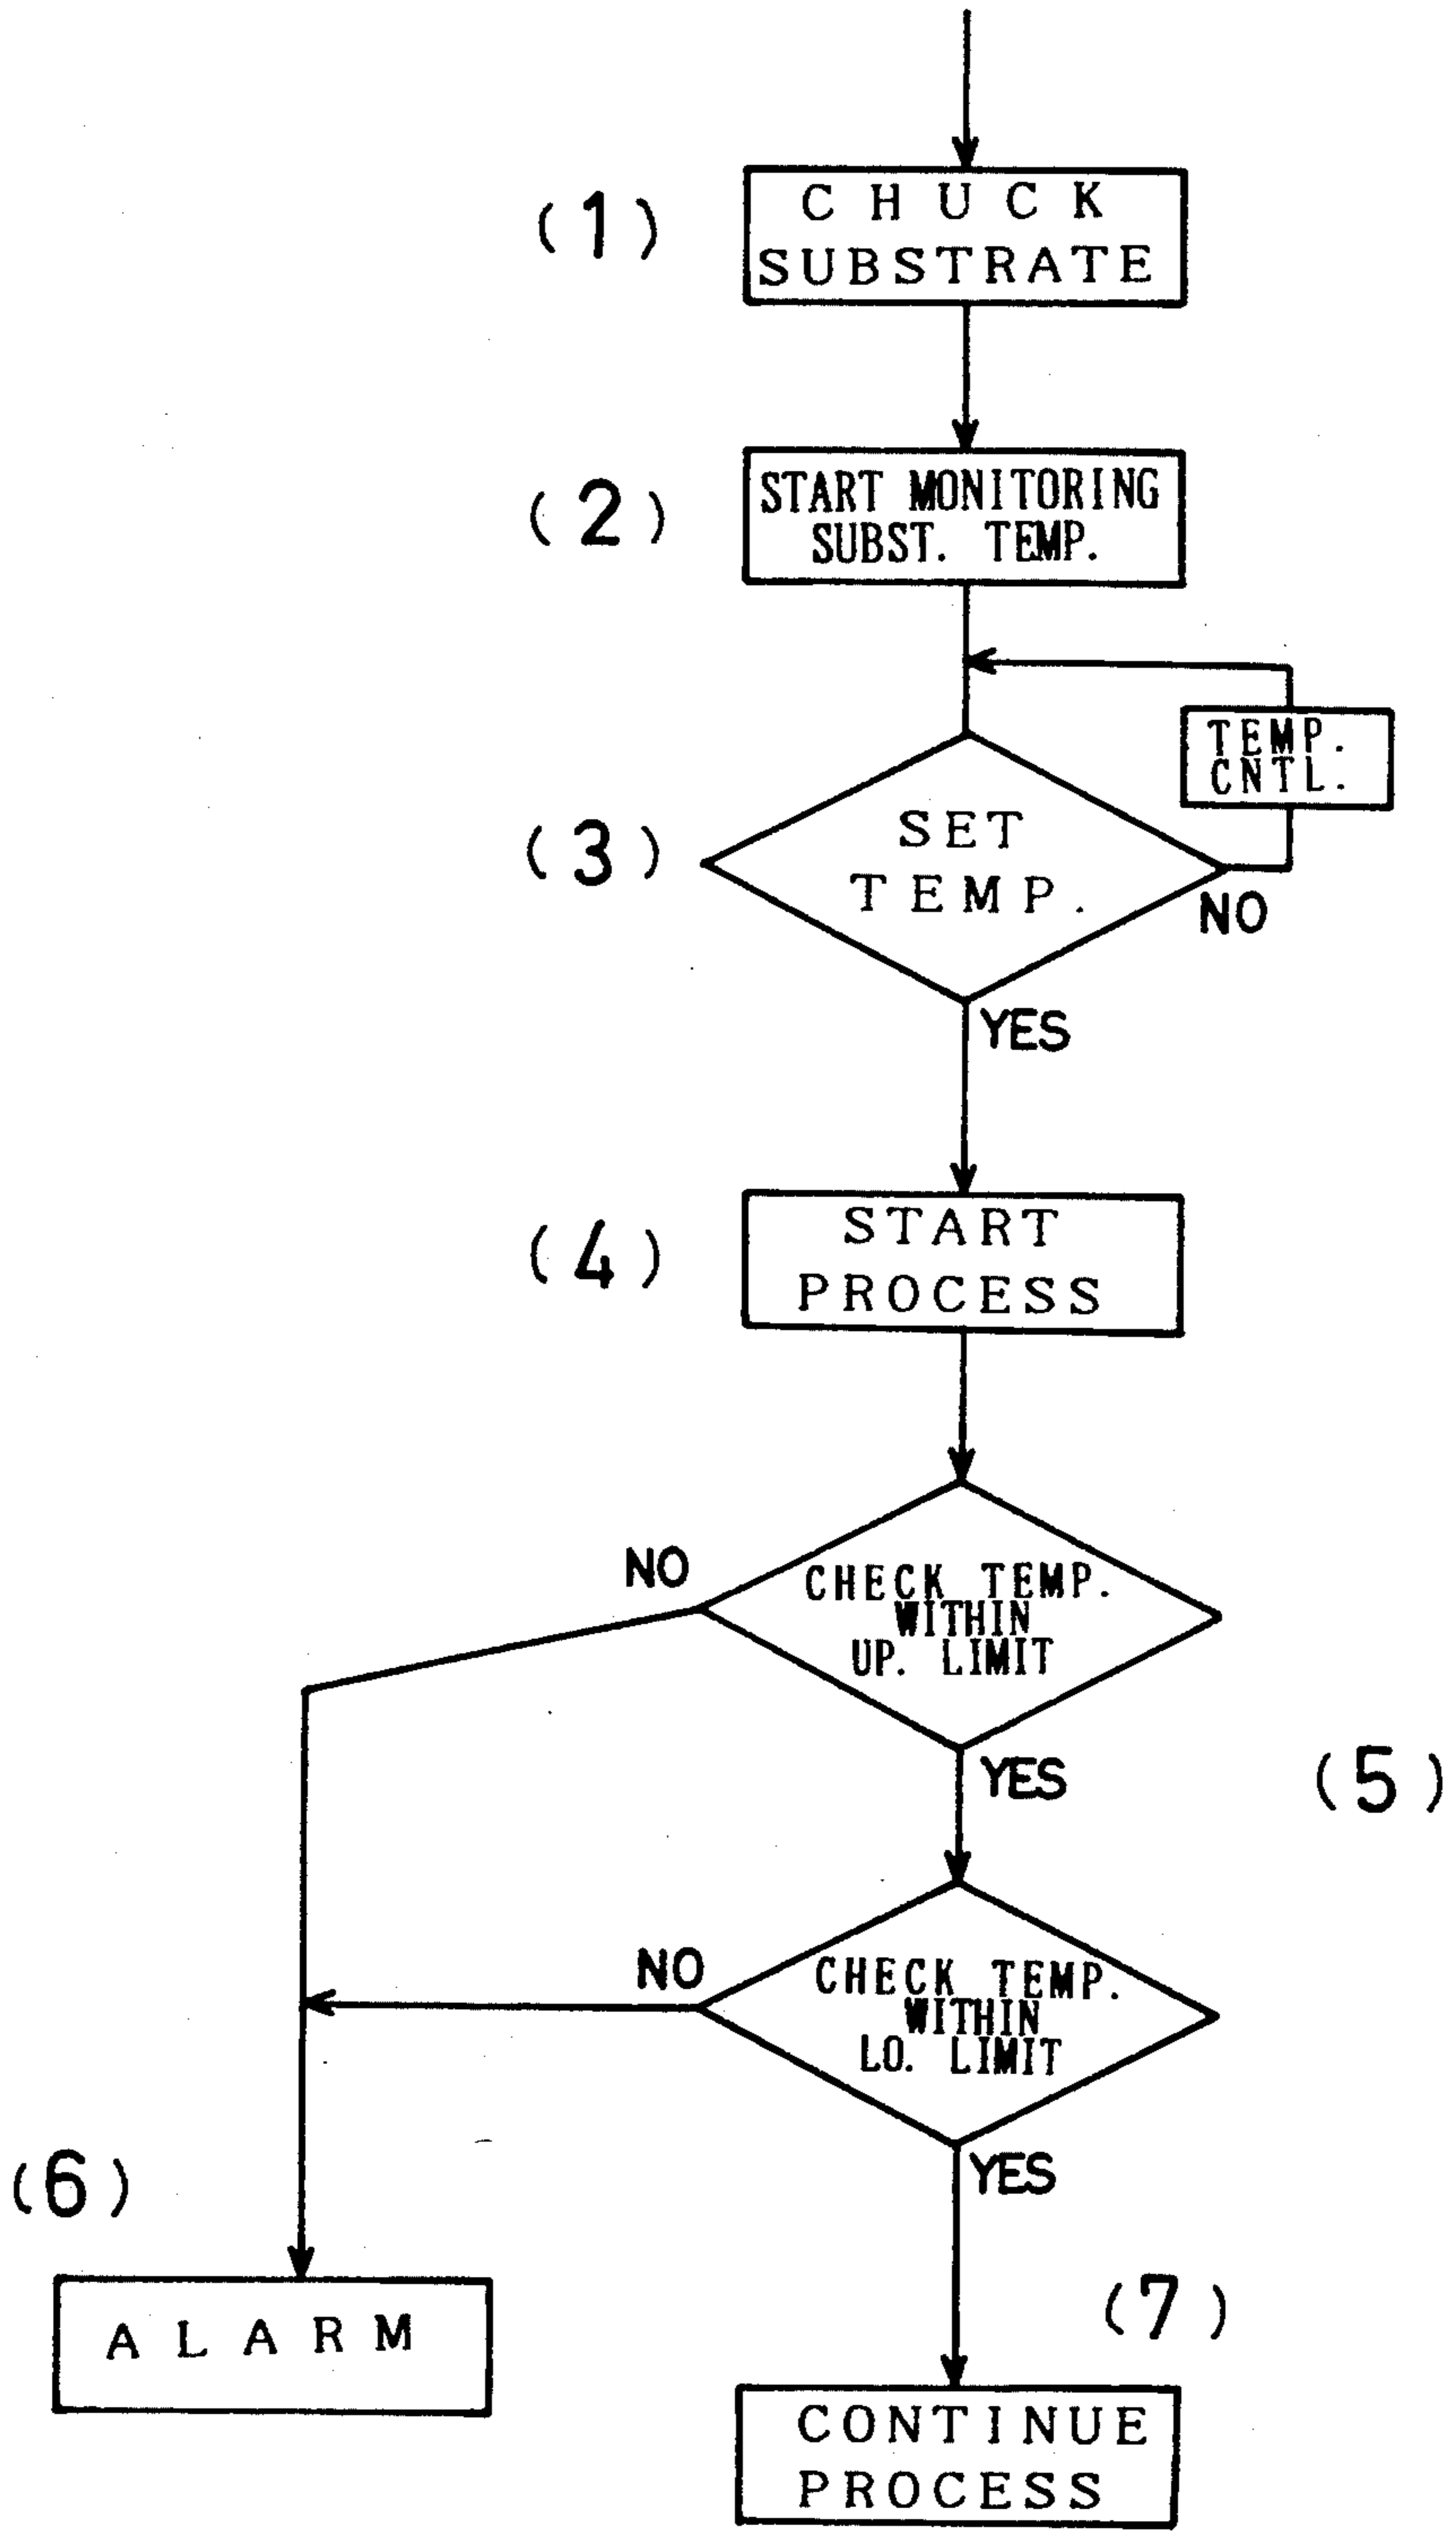 (1)
CHUCK
SUBSTRATE
(2)
START MONITORING
SUBST. TEMP.
TEMP.
CNTL.
(3)
SET
TEMP.
NO
YES
(4)
START
PROCESS
NO
CHECK TEMP.
WITHIN
UP. LIMIT
YES
(5)
NO
CHECK TEMP.
WITHIN
LO. LIMIT
YES
(6)
ALARM
(7)
CONTINUE
PROCESS